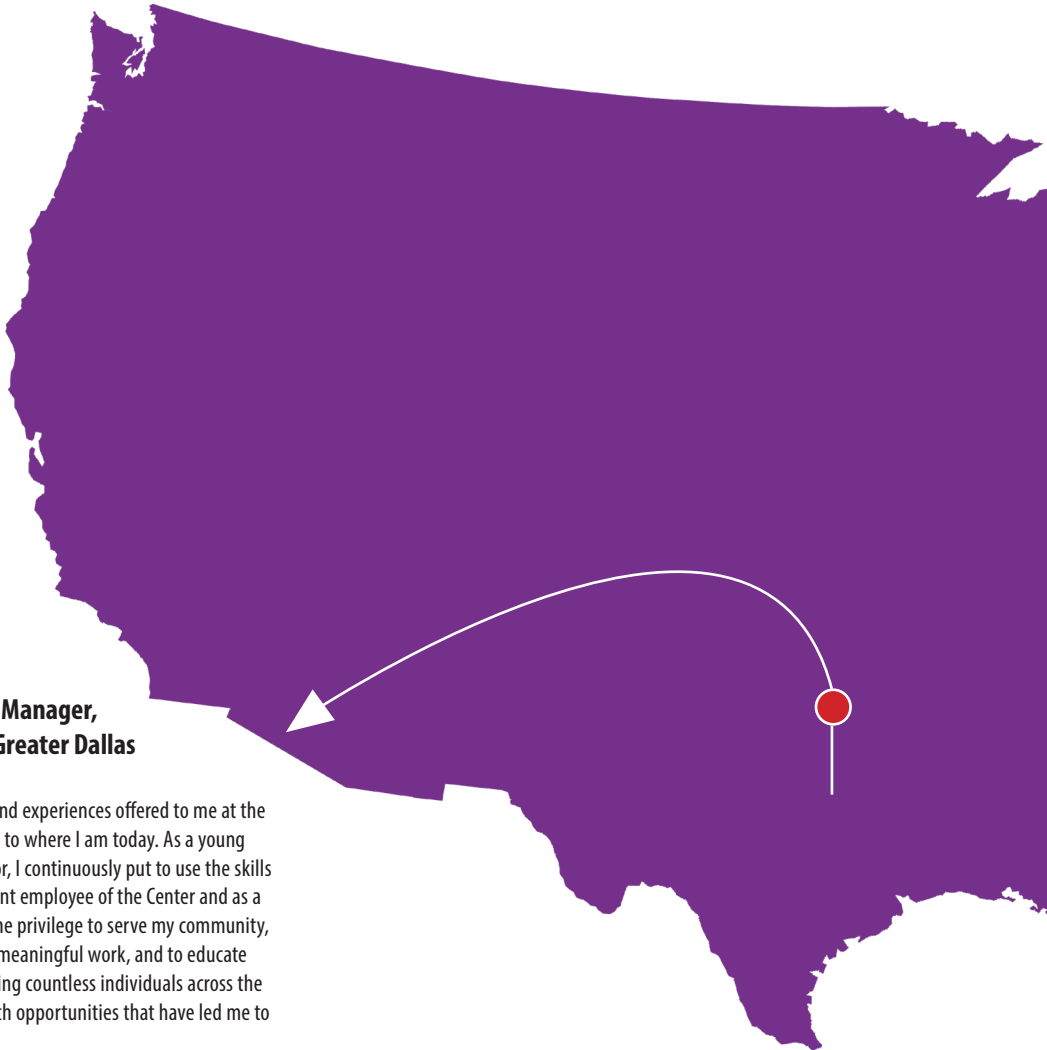 Manager,
Greater Dallas
nd experiences offered to me at the
to where I am today. As a young
or, I continuously put to use the skills
nt employee of the Center and as a
he privilege to serve my community,
meaningful work, and to educate
ing countless individuals across the
th opportunities that have led me to